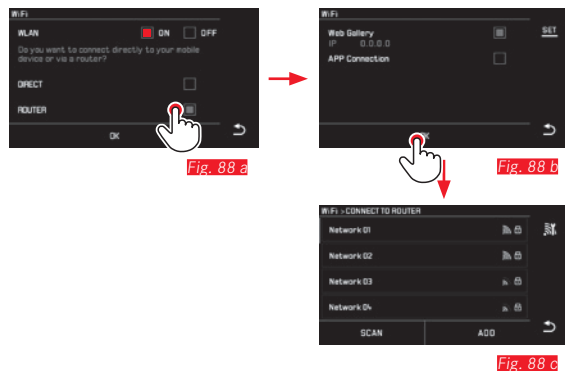 WiFi
WLAN ON OFF
Do you want to connect directly to your mobile
device or via a router?
DIRECT
ROUTER
OK
Fig. 88 a
WiFi
Web Gallery SET
IP 0.0.0.0
APP Connection
Fig. 88 b
WiFi >CONNECT TO ROUTER
Network 01
Network 02
Network 03
Network 04
SCAN ADD
Fig. 88 c